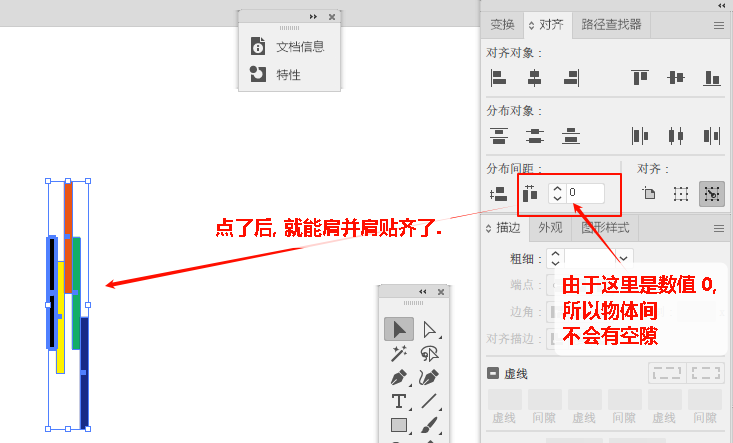 文档信息
特性
变换
对齐
路径查找器
对齐对象：
分布对象：
分布间距：
对齐：
0
点了后, 就能肩并肩贴齐了.
描边
外观
图形样式
粗细：
端点：
边角：
对齐描边：
由于这里是数值 0,
所以物体间
不会有空隙
虚线
虚线 间隙 虚线 间隙 虚线 间隙